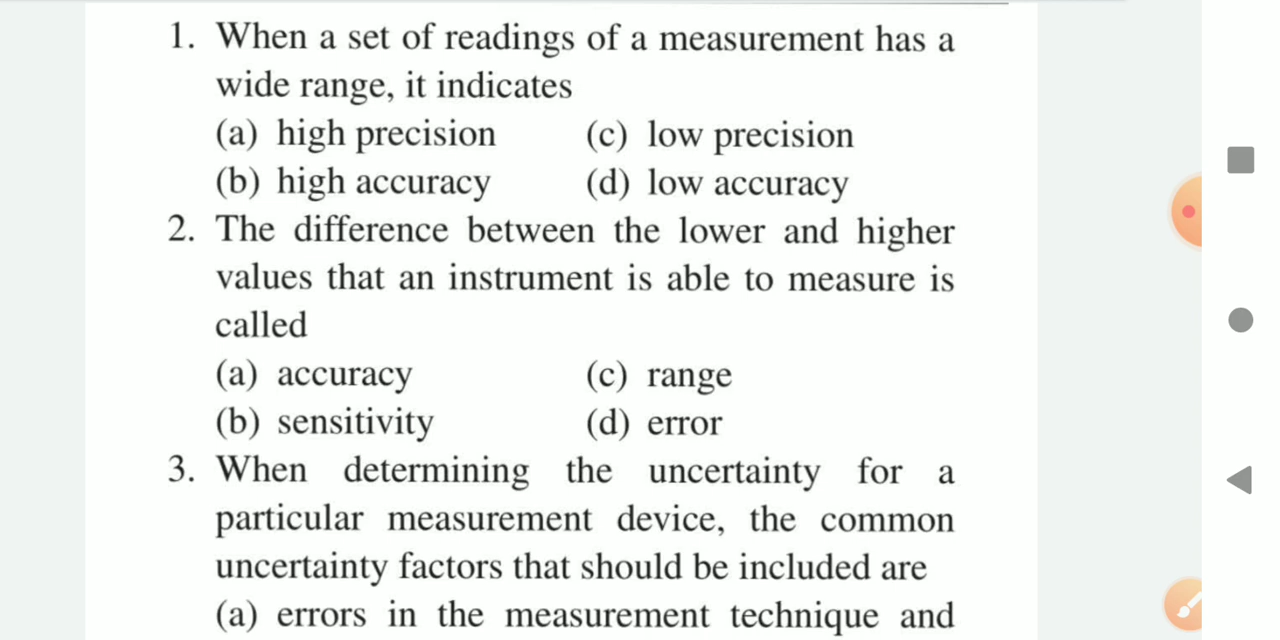 1. When a set of readings of a measurement has a
wide range, it indicates
(a) high precision (c) low precision
(b) high accuracy (d) low accuracy
2. The difference between the lower and higher
values that an instrument is able to measure is
called
(a) accuracy (c) range
(b) sensitivity (d) error
3. When determining the uncertainty for a
particular measurement device, the common
uncertainty factors that should be included are
(a) errors in the measurement technique and